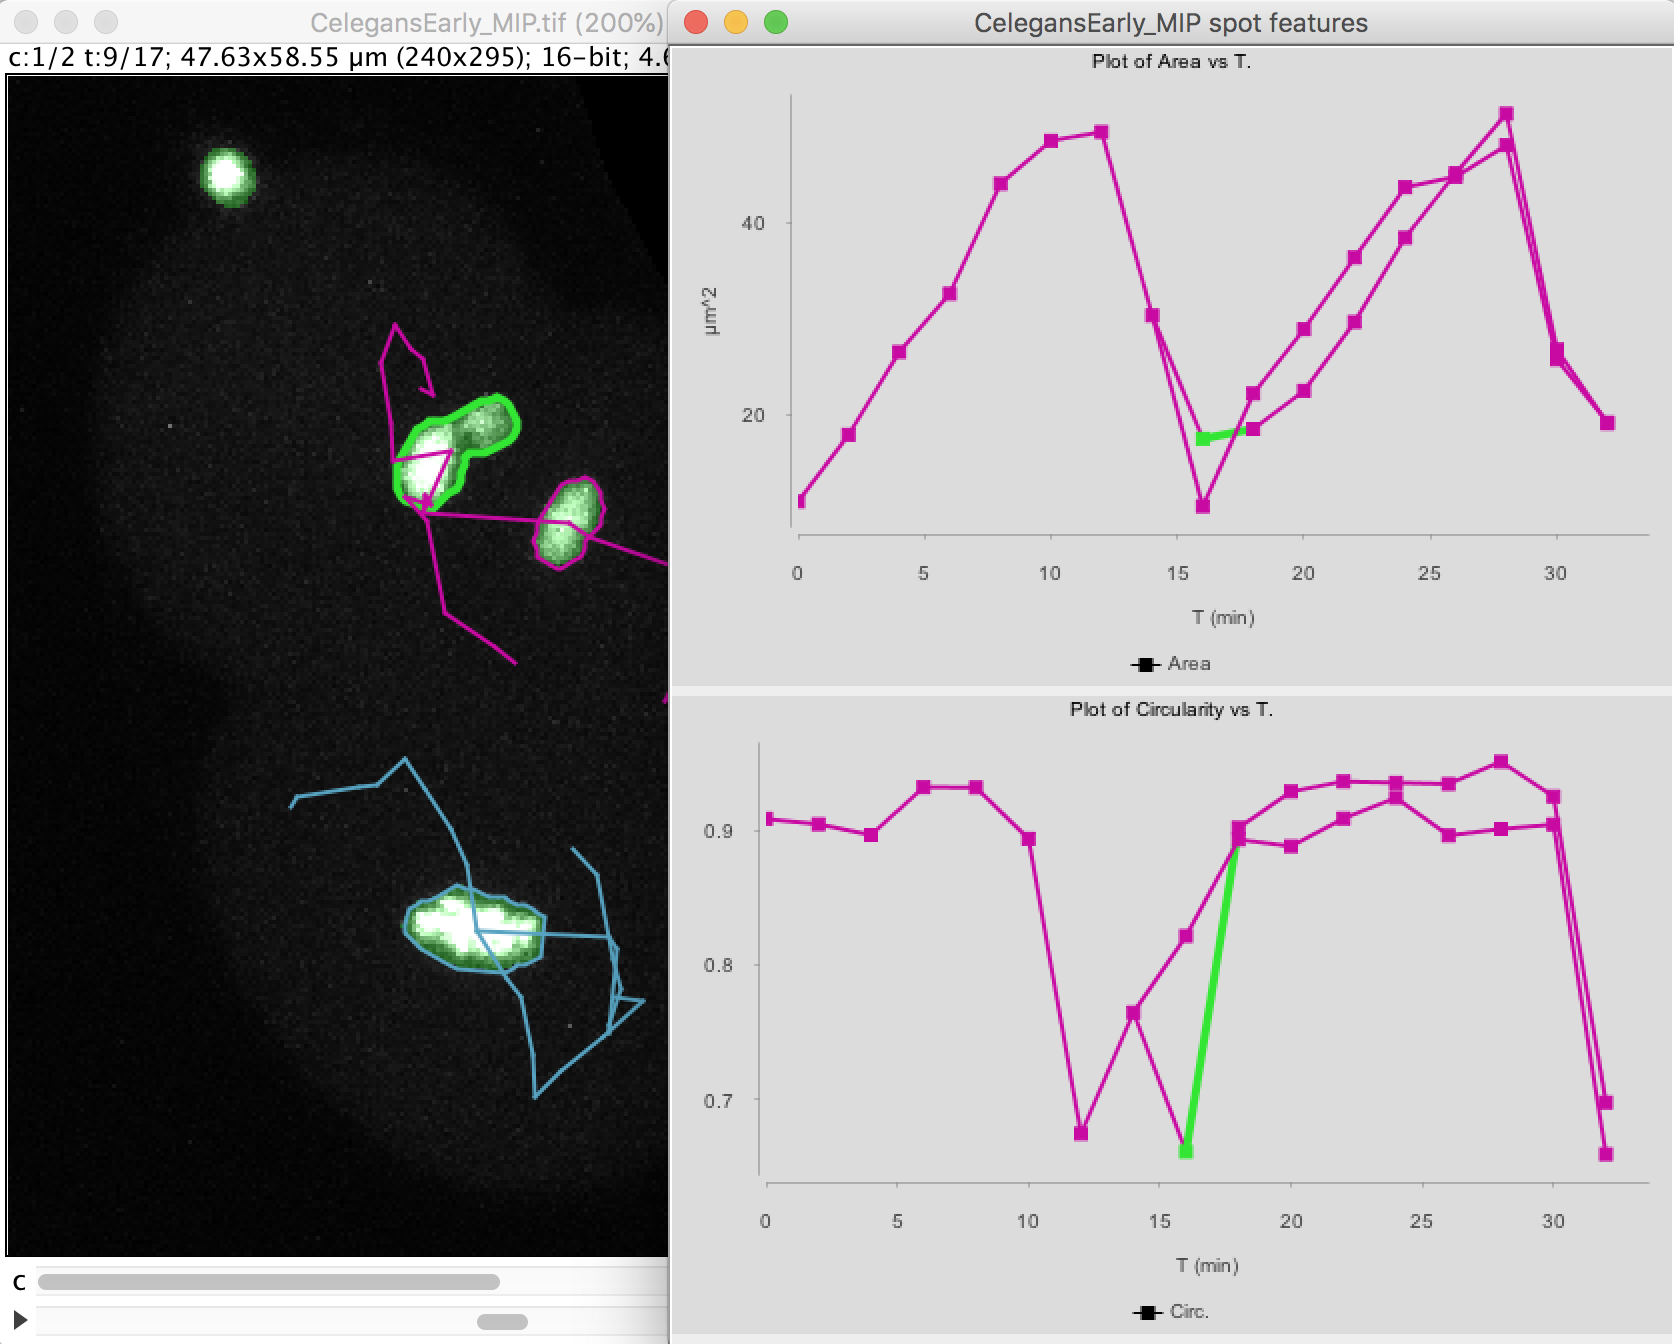 CelegansEarly_MIP.tif (200%)
c:1/2 t:9/17; 47.63x58.55 µm (240x295); 16-bit; 4.6
C
CelegansEarly_MIP spot features
Plot of Area vs T.
40
20
µm^2
0 5 10 15 20 25 30
T (min)
Area
Plot of Circularity vs T.
0.9
0.8
0.7
0 5 10 15 20 25 30
T (min)
Circ.